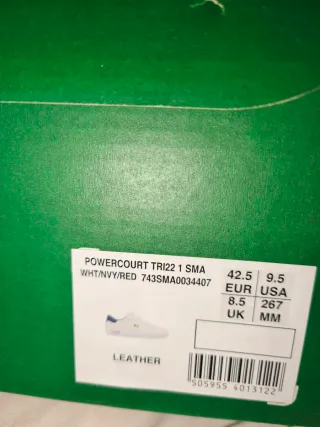 POWERCOURT TRI22 1 SMA
WHT/NVY/RED 743SMA0034407
42.5 9.5
EUR USA
8.5 267
UK MM
LEATHER
505955 4013122